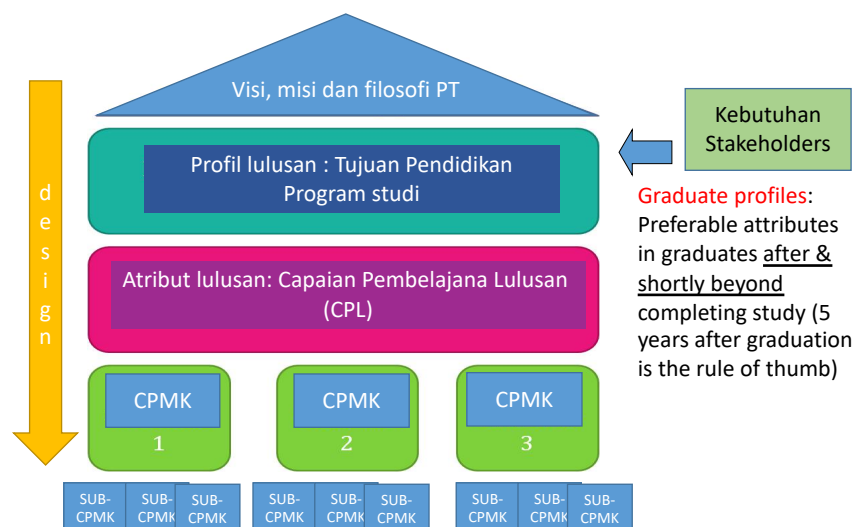 Visi, misi dan filosofi PT
Kebutuhan
Stakeholders
Profil lulusan : Tujuan Pendidikan
Program studi
Graduate profiles:
Preferable attributes
in graduates after &
shortly beyond
completing study (5
years after graduation
is the rule of thumb)
design
Atribut lulusan: Capaian Pembelajana Lulusan
(CPL)
CPMK
1
CPMK
2
CPMK
3
SUB-
CPMK
SUB-
CPMK
SUB-
CPMK
SUB-
CPMK
SUB-
CPMK
SUB-
CPMK
SUB-
CPMK
SUB-
CPMK
SUB-
CPMK